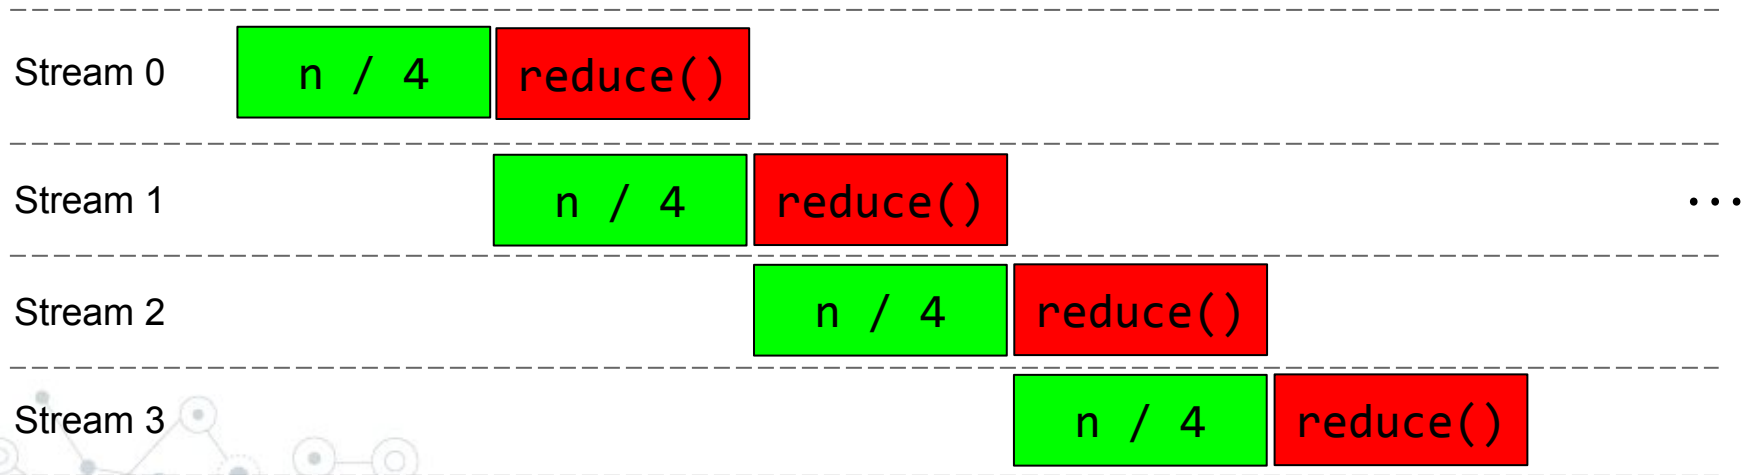 Stream 0 n / 4 reduce()
Stream 1 n / 4 reduce() ...
Stream 2 n / 4 reduce()
Stream 3 n / 4 reduce()